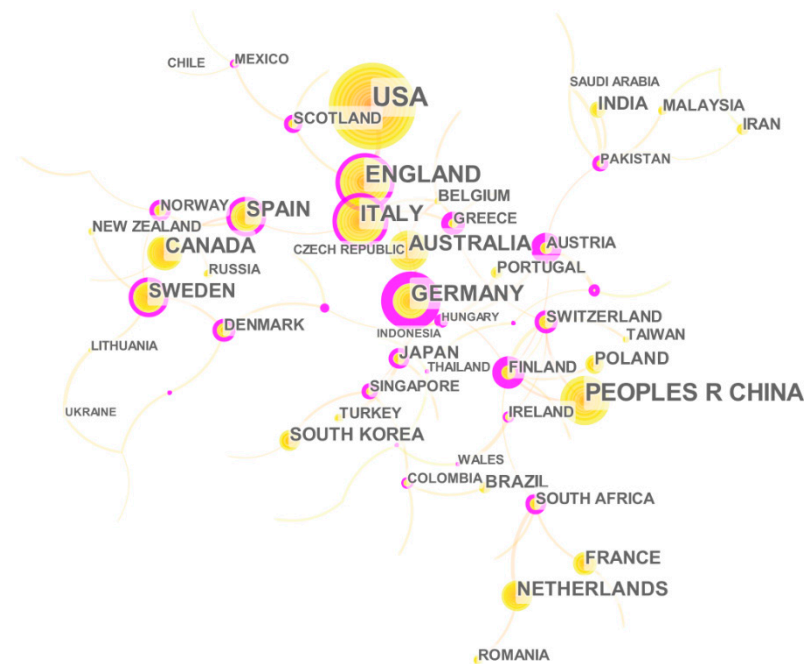 MEXICO
CHILE
SAUDI ARABIA
USA
INDIA
MALAYSIA
SCOTLAND
IRAN
PAKISTAN
ENGLAND
BELGIUM
NORWAY
SPAIN
ITALY
GREECE
NEW ZEALAND
CANADA
CZECH REPUBLIC
AUSTRALIA
AUSTRIA
RUSSIA
PORTUGAL
SWEDEN
GERMANY
DENMARK
HUNGARY
SWITZERLAND
INDONESIA
TAIWAN
LITHUANIA
JAPAN
THAILAND
FINLAND
POLAND
SINGAPORE
PEOPLES R CHINA
UKRAINE
TURKEY
IRELAND
SOUTH KOREA
WALES
COLOMBIA
BRAZIL
SOUTH AFRICA
FRANCE
NETHERLANDS
ROMANIA